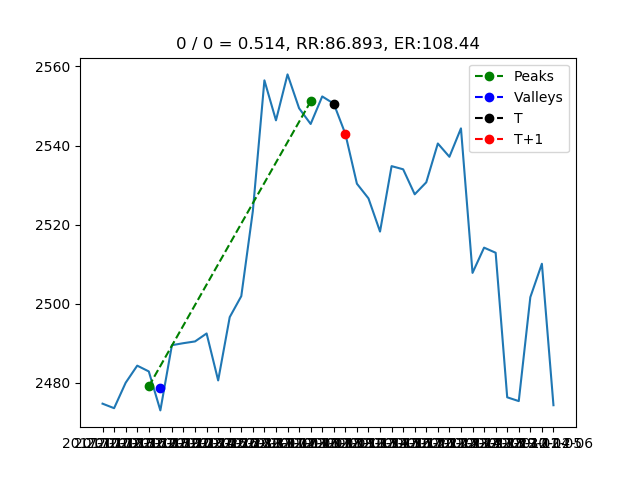 0 / 0 = 0.514, RR:86.893, ER:108.44
2560
2540
2520
2500
2480
Peaks
Valleys
T
T+1